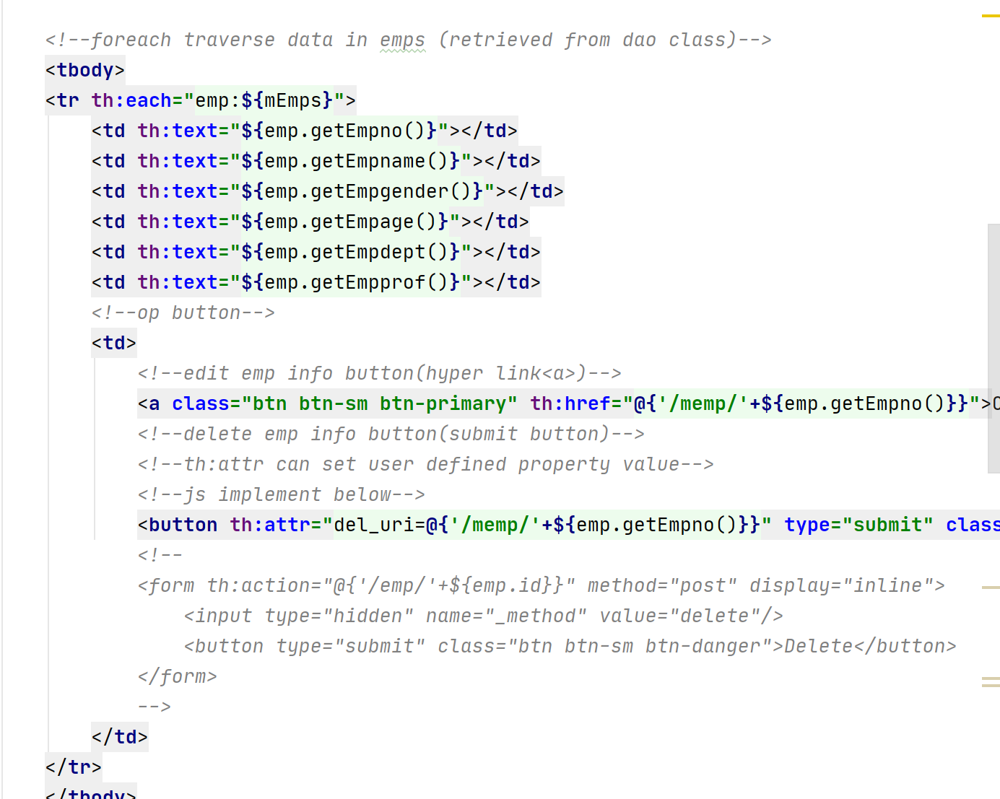 <!--foreach traverse data in emps (retrieved from dao class)-->
<tbody>
<tr th:each="emp:${mEmps}">
<td th:text="${emp.getEmpno()}"></td>
<td th:text="${emp.getEmpname()}"></td>
<td th:text="${emp.getEmpgender()}"></td>
<td th:text="${emp.getEmpage()}"></td>
<td th:text="${emp.getEmpdept()}"></td>
<td th:text="${emp.getEmpprof()}"></td>
<!--op button-->
<td>
<!--edit emp info button(hyper link<a>)-->
<a class="btn btn-sm btn-primary" th:href="@{'/memp/'+${emp.getEmpno()}}">
<!--delete emp info button(submit button)-->
<!--th:attr can set user defined property value-->
<!--js implement below-->
<button th:attr="del_uri=@{'/memp/'+${emp.getEmpno()}}" type="submit" class
<!--
<form th:action="@{'/emp/'+${emp.id}}" method="post" display="inline">
<input type="hidden" name="_method" value="delete"/>
<button type="submit" class="btn btn-sm btn-danger">Delete</button>
</form>
-->
</td>
</tr>
</tbody>